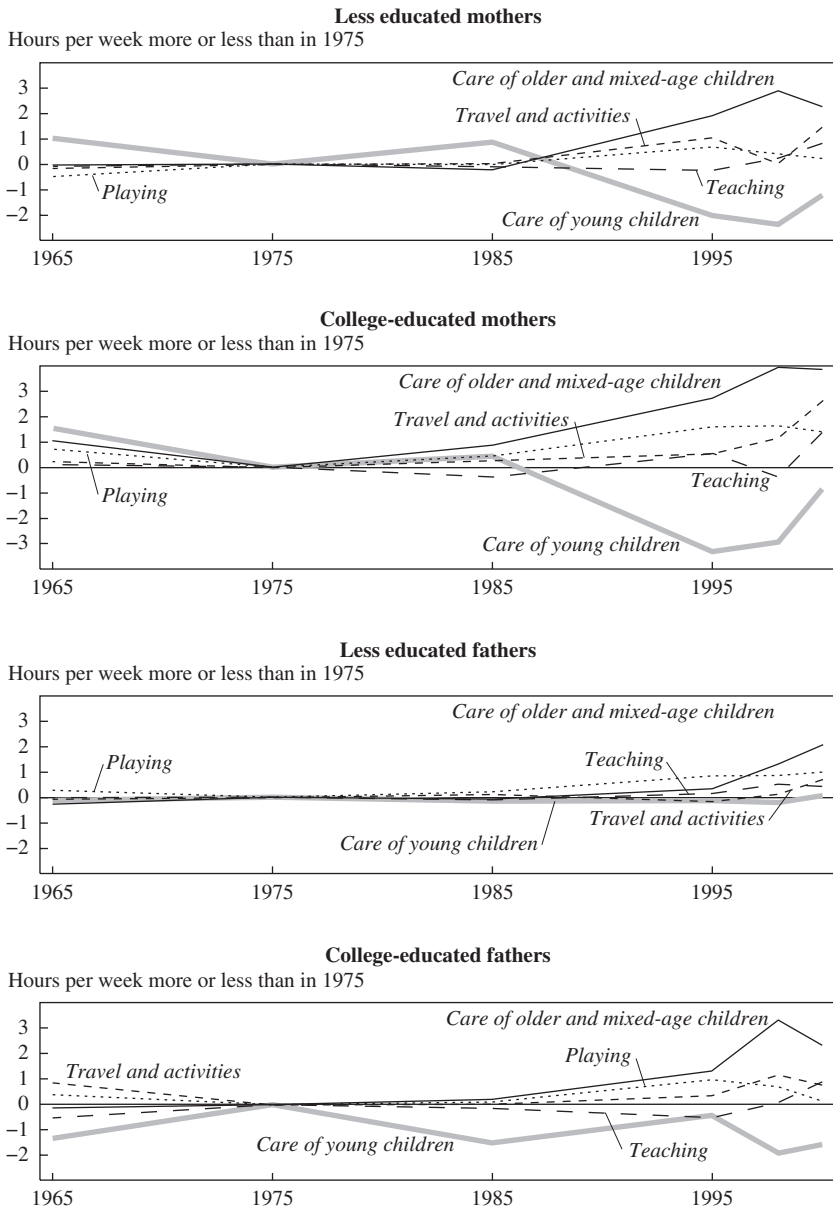 Less educated mothers
Hours per week more or less than in 1975
3
2
1
0
−1
−2
Care of older and mixed-age children
Travel and activities
Playing
Teaching
Care of young children
1965 1975 1985 1995
College-educated mothers
Hours per week more or less than in 1975
3
2
1
0
−1
−2
−3
Care of older and mixed-age children
Travel and activities
Playing
Teaching
Care of young children
1965 1975 1985 1995
Less educated fathers
Hours per week more or less than in 1975
3
2
1
0
−1
−2
Care of older and mixed-age children
Playing
Teaching
Travel and activities
Care of young children
1965 1975 1985 1995
College-educated fathers
Hours per week more or less than in 1975
3
2
1
0
−1
−2
Care of older and mixed-age children
Playing
Travel and activities
Care of young children
Teaching
1965 1975 1985 1995